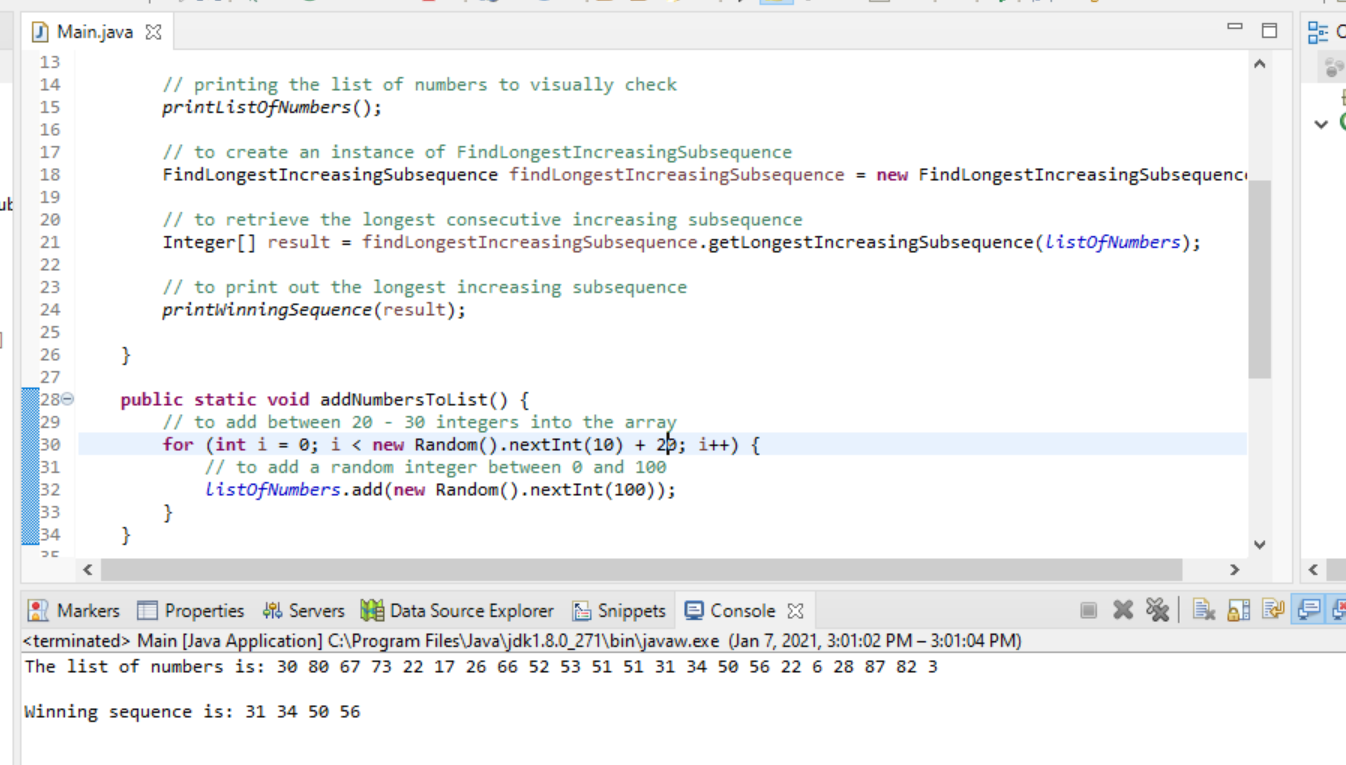 Main.java
13
14 // printing the list of numbers to visually check
15 printListOfNumbers();
16
17 // to create an instance of FindLongestIncreasingSubsequence
18 FindLongestIncreasingSubsequence findLongestIncreasingSubsequence = new FindLongestIncreasingSubsequenc
19
20 // to retrieve the longest consecutive increasing subsequence
21 Integer[] result = findLongestIncreasingSubsequence.getLongestIncreasingSubsequence(listOfNumbers);
22
23 // to print out the longest increasing subsequence
24 printWinningSequence(result);
25
26 }
27
28 public static void addNumbersToList() {
29 // to add between 20 - 30 integers into the array
30 for (int i = 0; i < new Random().nextInt(10) + 20; i++) {
31 // to add a random integer between 0 and 100
32 listOfNumbers.add(new Random().nextInt(100));
33 }
34 }
Markers Properties Servers Data Source Explorer Snippets Console
<terminated> Main [Java Application] C:\Program Files\Java\jdk1.8.0_271\bin\javaw.exe (Jan 7, 2021, 3:01:02 PM – 3:01:04 PM)
The list of numbers is: 30 80 67 73 22 17 26 66 52 53 51 51 31 34 50 56 22 6 28 87 82 3
Winning sequence is: 31 34 50 56